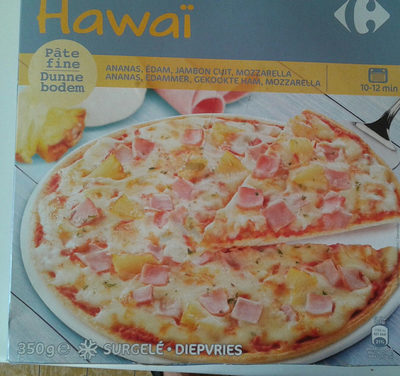 Hawaï
Pâte
fine
Dunne
bodem
ANANAS, EDAM, JAMBON CUIT, MOZZARELLA
ANANAS, EDAMMER, GEKOOKTE HAM, MOZZARELLA
10-12 min
350g e SURGELÉ • DIEPVRIES